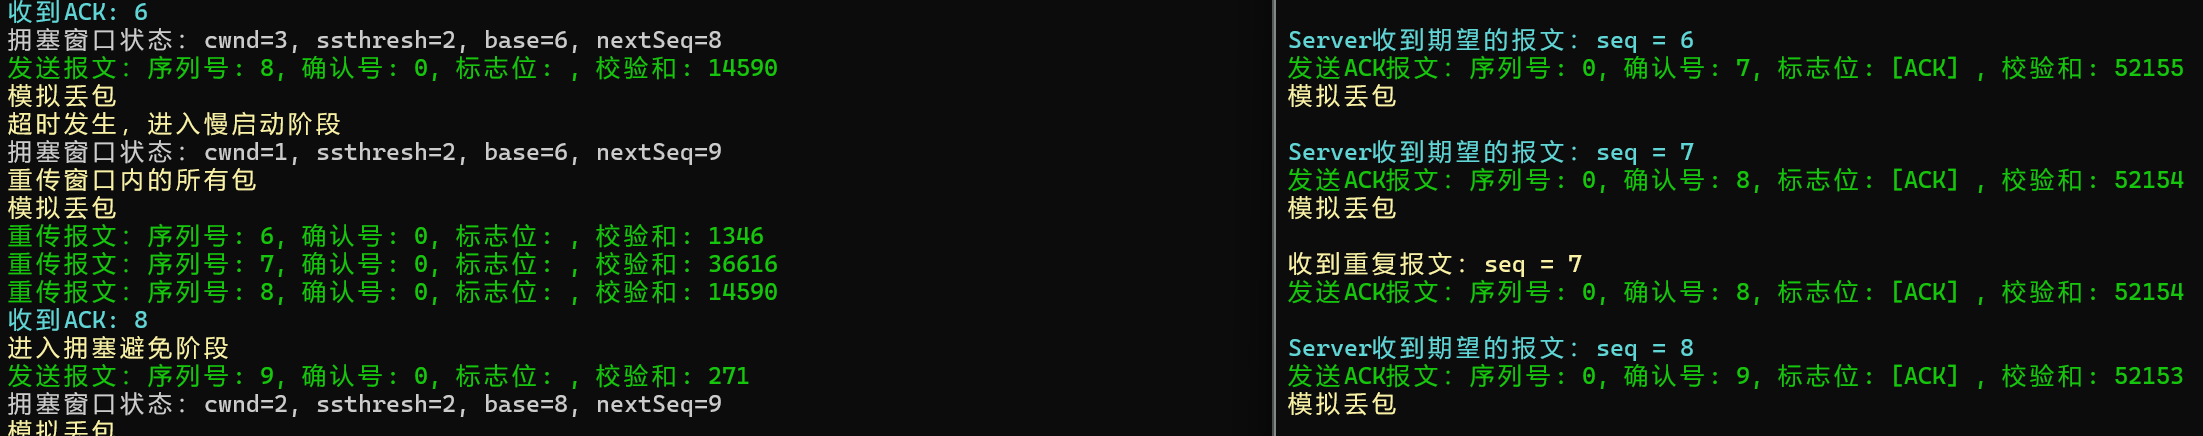 收到ACK: 6
拥塞窗口状态: cwnd=3, ssthresh=2, base=6, nextSeq=8
发送报文: 序列号: 8, 确认号: 0, 标志位: , 校验和: 14590
模拟丢包
超时发生, 进入慢启动阶段
拥塞窗口状态: cwnd=1, ssthresh=2, base=6, nextSeq=9
重传窗口内的所有包
模拟丢包
重传报文: 序列号: 6, 确认号: 0, 标志位: , 校验和: 1346
重传报文: 序列号: 7, 确认号: 0, 标志位: , 校验和: 36616
重传报文: 序列号: 8, 确认号: 0, 标志位: , 校验和: 14590
收到ACK: 8
进入拥塞避免阶段
发送报文: 序列号: 9, 确认号: 0, 标志位: , 校验和: 271
拥塞窗口状态: cwnd=2, ssthresh=2, base=8, nextSeq=9
模拟丢包
Server收到期望的报文: seq = 6
发送ACK报文: 序列号: 0, 确认号: 7, 标志位: [ACK] , 校验和: 52155
模拟丢包
Server收到期望的报文: seq = 7
发送ACK报文: 序列号: 0, 确认号: 8, 标志位: [ACK] , 校验和: 52154
模拟丢包
收到重复报文: seq = 7
发送ACK报文: 序列号: 0, 确认号: 8, 标志位: [ACK] , 校验和: 52154
Server收到期望的报文: seq = 8
发送ACK报文: 序列号: 0, 确认号: 9, 标志位: [ACK] , 校验和: 52153
模拟丢包